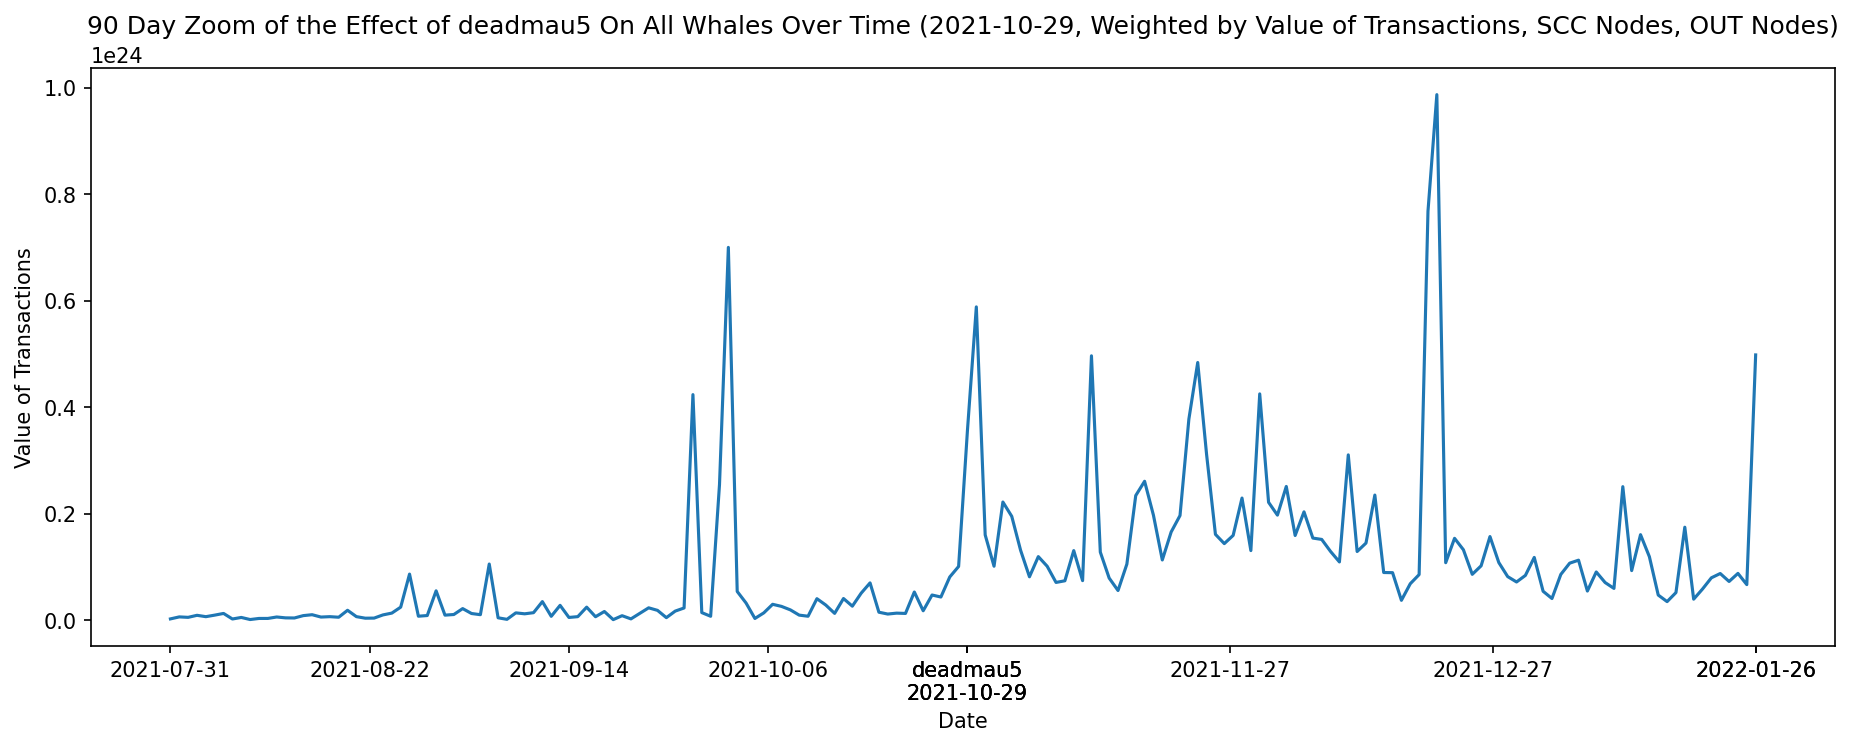 90 Day Zoom of the Effect of deadmau5 On All Whales Over Time (2021-10-29, Weighted by Value of Transactions, SCC Nodes, OUT Nodes)
1e24
1.0
0.8
0.6
0.4
0.2
0.0
Value of Transactions
2021-07-31 2021-08-22 2021-09-14 2021-10-06 deadmau5 2021-11-27 2021-12-27 2022-01-26
2021-10-29
Date